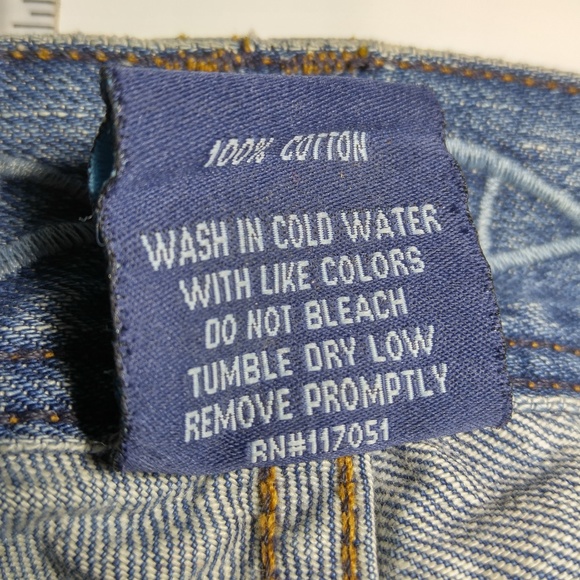 100% COTTON
WASH IN COLD WATER
WITH LIKE COLORS
DO NOT BLEACH
TUMBLE DRY LOW
REMOVE PROMPTLY
RN#117051